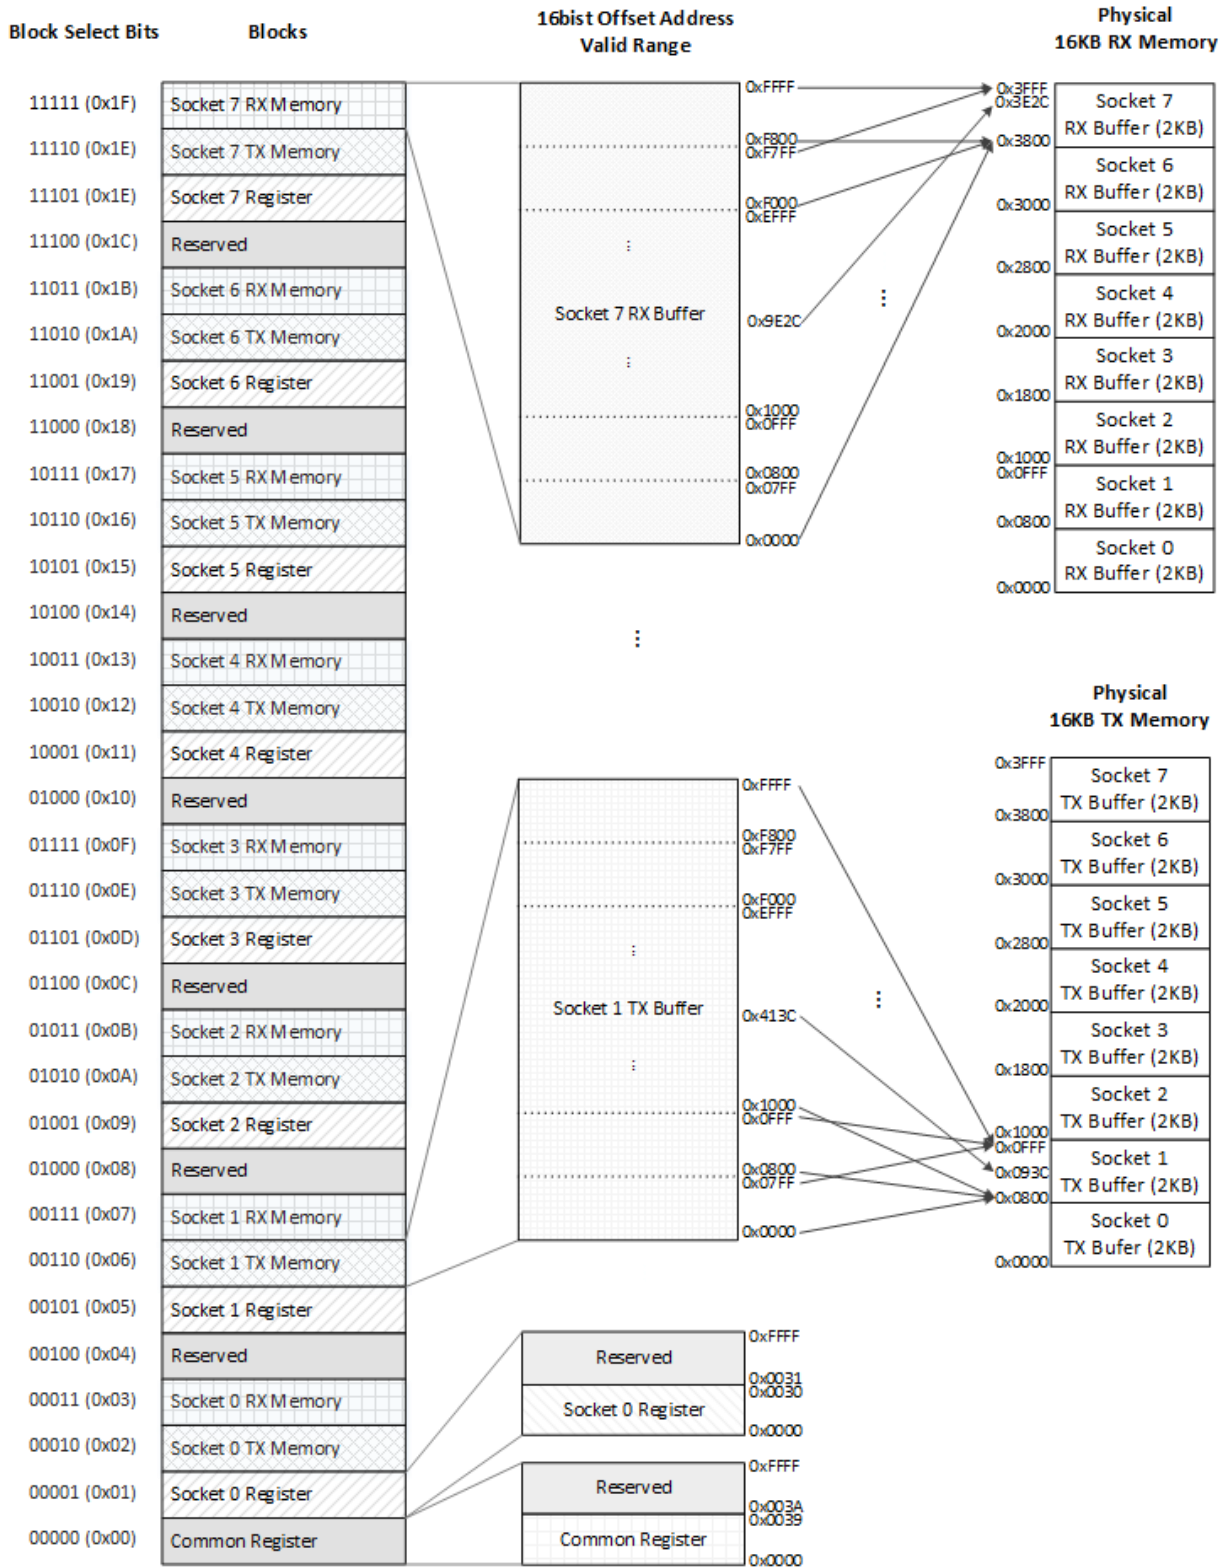 Block Select Bits
Blocks
16bist Offset Address
Valid Range
Physical
16KB RX Memory
11111 (0x1F)
Socket 7 RX Memory
11110 (0x1E)
Socket 7 TX Memory
11101 (0x1E)
Socket 7 Register
11100 (0x1C)
Reserved
11011 (0x1B)
Socket 6 RX Memory
11010 (0x1A)
Socket 6 TX Memory
11001 (0x19)
Socket 6 Register
11000 (0x18)
Reserved
10111 (0x17)
Socket 5 RX Memory
10110 (0x16)
Socket 5 TX Memory
10101 (0x15)
Socket 5 Register
10100 (0x14)
Reserved
10011 (0x13)
Socket 4 RX Memory
10010 (0x12)
Socket 4 TX Memory
10001 (0x11)
Socket 4 Register
01000 (0x10)
Reserved
01111 (0x0F)
Socket 3 RX Memory
01110 (0x0E)
Socket 3 TX Memory
01101 (0x0D)
Socket 3 Register
01100 (0x0C)
Reserved
01011 (0x0B)
Socket 2 RX Memory
01010 (0x0A)
Socket 2 TX Memory
01001 (0x09)
Socket 2 Register
01000 (0x08)
Reserved
00111 (0x07)
Socket 1 RX Memory
00110 (0x06)
Socket 1 TX Memory
00101 (0x05)
Socket 1 Register
00100 (0x04)
Reserved
00011 (0x03)
Socket 0 RX Memory
00010 (0x02)
Socket 0 TX Memory
00001 (0x01)
Socket 0 Register
00000 (0x00)
Common Register
Socket 7 RX Buffer
0xFFFF
0xF800
0xF7FF
0xF000
0xEFFF
0x9E2C
0x1000
0x0FFF
0x0800
0x07FF
0x0000
0x3FFF
0x3E2C
0x3800
0x3000
0x2800
0x2000
0x1800
0x1000
0x0FFF
0x0800
0x0000
Socket 7
RX Buffer (2KB)
Socket 6
RX Buffer (2KB)
Socket 5
RX Buffer (2KB)
Socket 4
RX Buffer (2KB)
Socket 3
RX Buffer (2KB)
Socket 2
RX Buffer (2KB)
Socket 1
RX Buffer (2KB)
Socket 0
RX Buffer (2KB)
Socket 1 TX Buffer
0xFFFF
0xF800
0xF7FF
0xF000
0xEFFF
0x413C
0x1000
0x0FFF
0x0800
0x07FF
0x0000
Physical
16KB TX Memory
0x3FFF
0x3800
0x3000
0x2800
0x2000
0x1800
0x1000
0x0FFF
0x093C
0x0800
0x0000
Socket 7
TX Buffer (2KB)
Socket 6
TX Buffer (2KB)
Socket 5
TX Buffer (2KB)
Socket 4
TX Buffer (2KB)
Socket 3
TX Buffer (2KB)
Socket 2
TX Buffer (2KB)
Socket 1
TX Buffer (2KB)
Socket 0
TX Bufer (2KB)
Reserved
Socket 0 Register
0xFFFF
0x0031
0x0030
0x0000
Reserved
Common Register
0xFFFF
0x003A
0x0039
0x0000